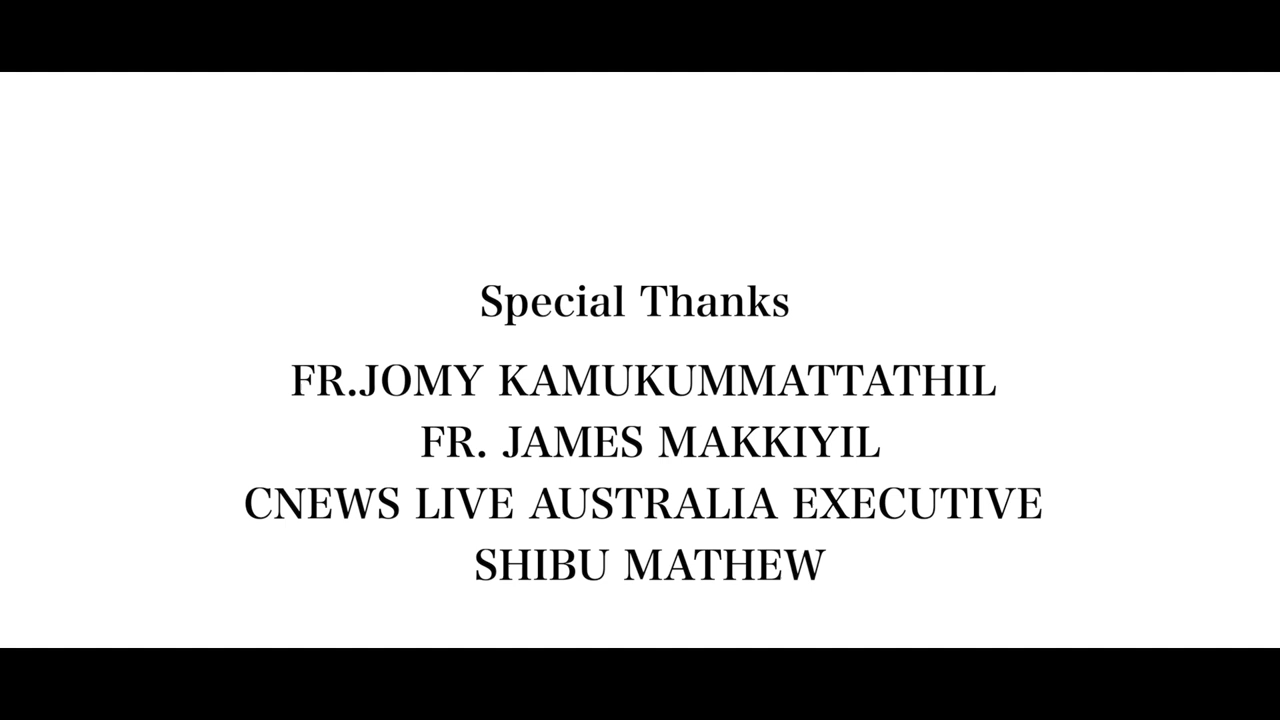 Special Thanks
FR.JOMY KAMUKUMMATTATHIL
FR. JAMES MAKKIYIL
CNEWS LIVE AUSTRALIA EXECUTIVE
SHIBU MATHEW